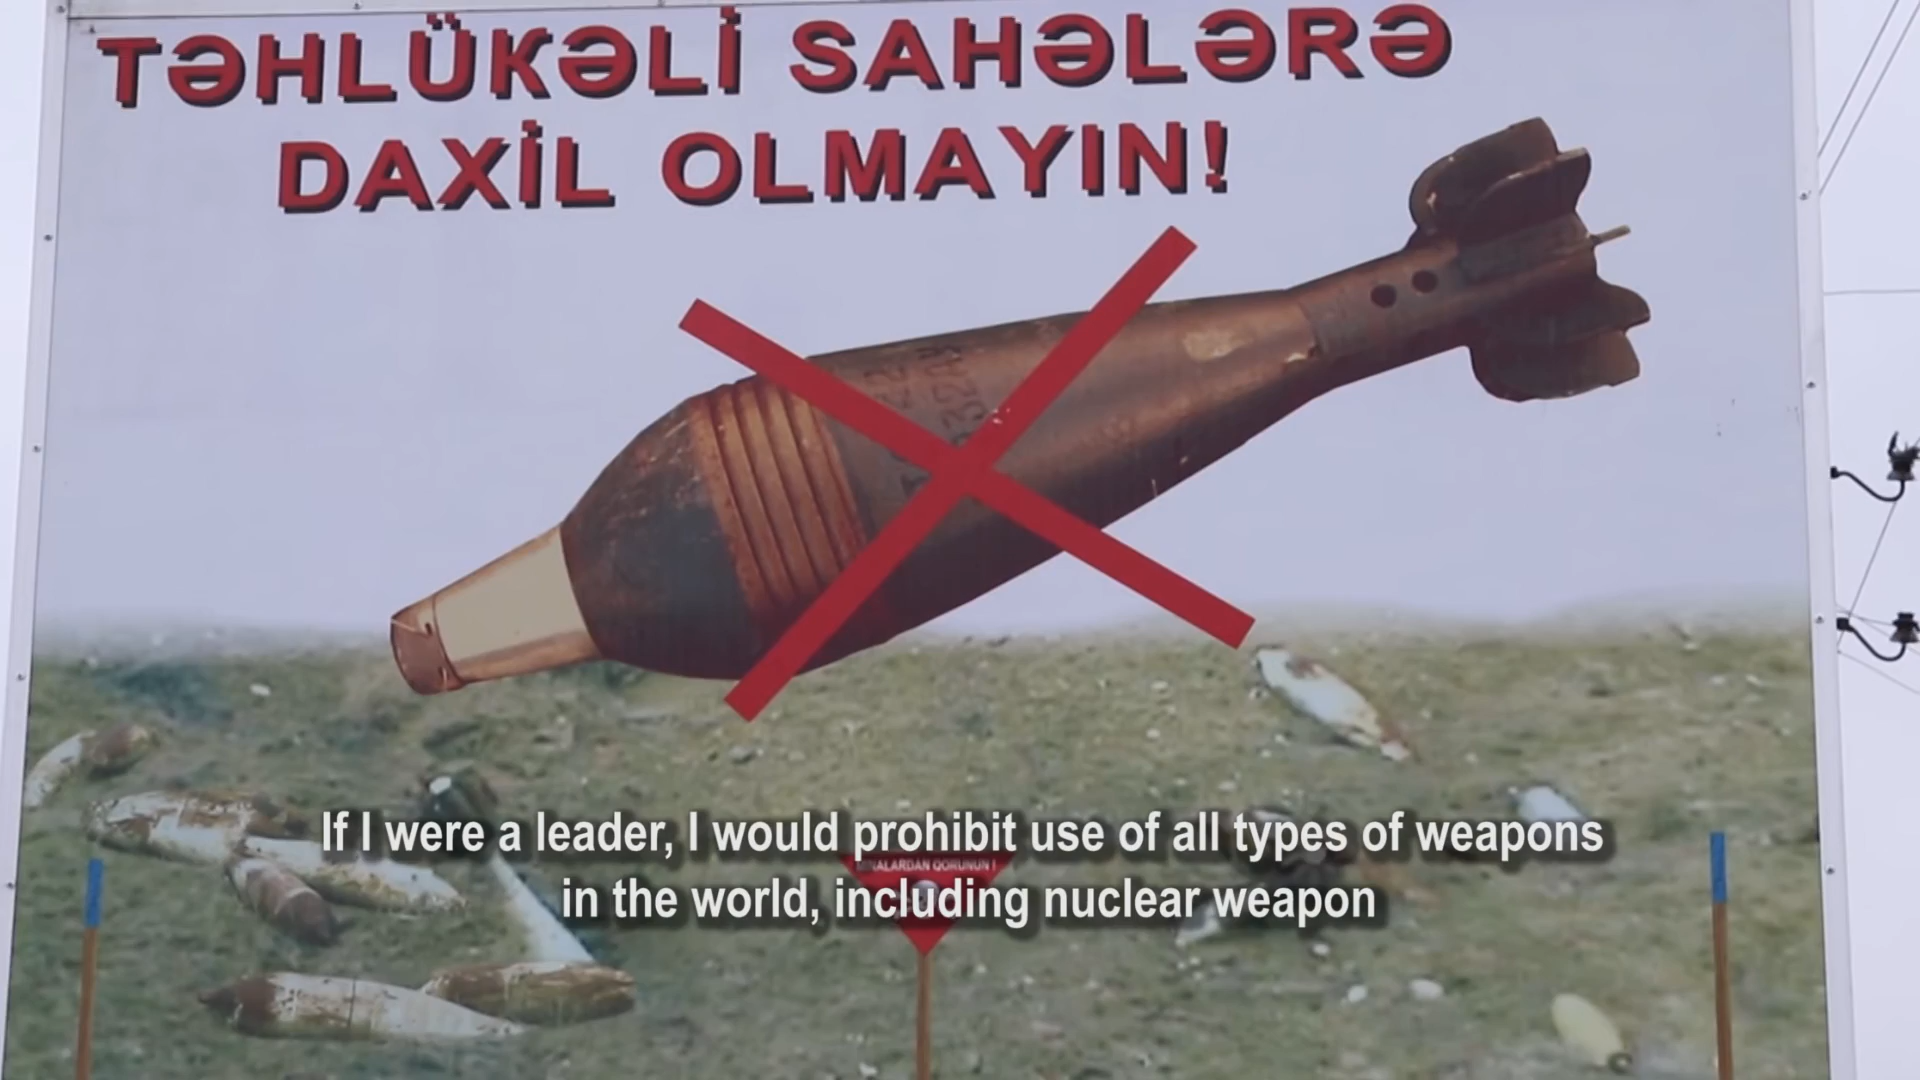 TƏHLÜKƏLİ SAHƏLƏRƏ
DAXİL OLMAYIN!
If I were a leader, I would prohibit use of all types of weapons
QORUNUN!
in the world, including nuclear weapon